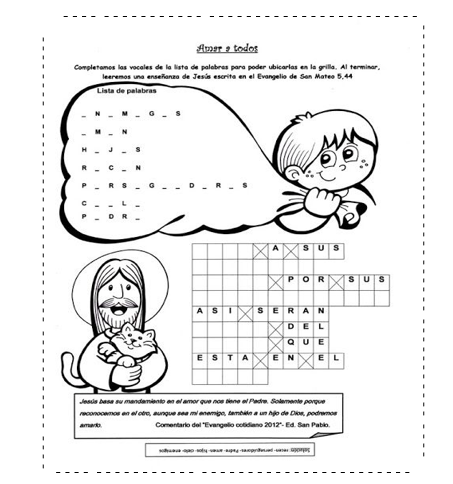 Amar a todos
Completamos las vocales de la lista de palabras para poder ubicarlas en la grilla. Al terminar,
leeremos una enseñanza de Jesús escrita en el Evangelio de San Mateo 5,44
Lista de palabras
_ N _ M _ G _ S
_ M _ N
H _ J _ S
R _ C _ N
P _ RS _ G _ _ D _ R _ S
C _ _ L _
P _ DR _
A SUS
POR SUS
ASI SERAN
DEL
QUE
ESTA EN EL
Jesús basa su mandamiento en el amor que nos tiene el Padre. Solamente porque
reconocemos en el otro, aunque sea mi enemigo, también a un hijo de Dios, podremos
amarlo. Comentario del "Evangelio cotidiano 2012"- Ed. San Pablo.
Solución: recen- perseguidores- Padre- amen- hijos- cielo- enemigos